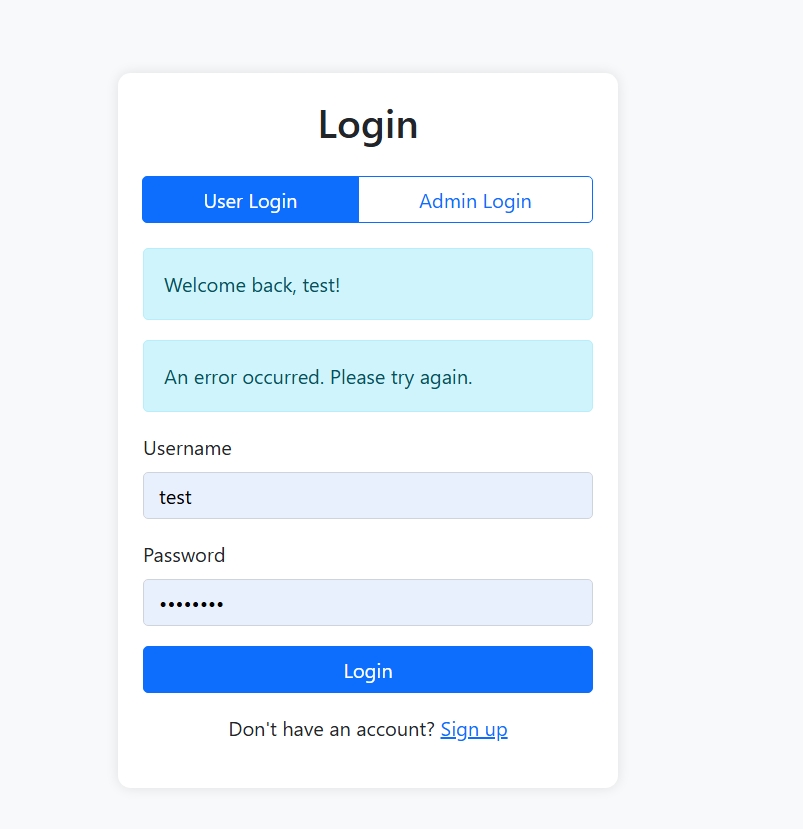 Login
User Login
Admin Login
Welcome back, test!
An error occurred. Please try again.
Username
test
Password
••••••••
Login
Don't have an account? Sign up